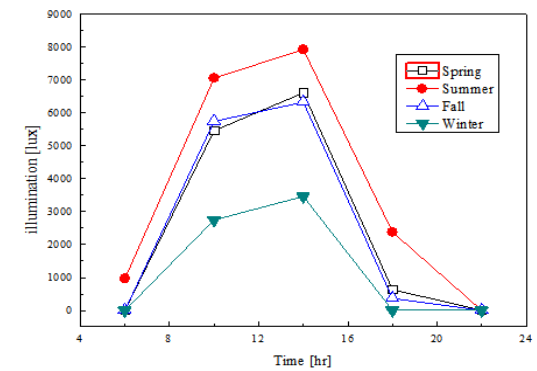 9000
8000
7000
6000
5000
4000
3000
2000
1000
0
illumination [lux]
Spring
Summer
Fall
Winter
4 8 12 16 20 24
Time [hr]